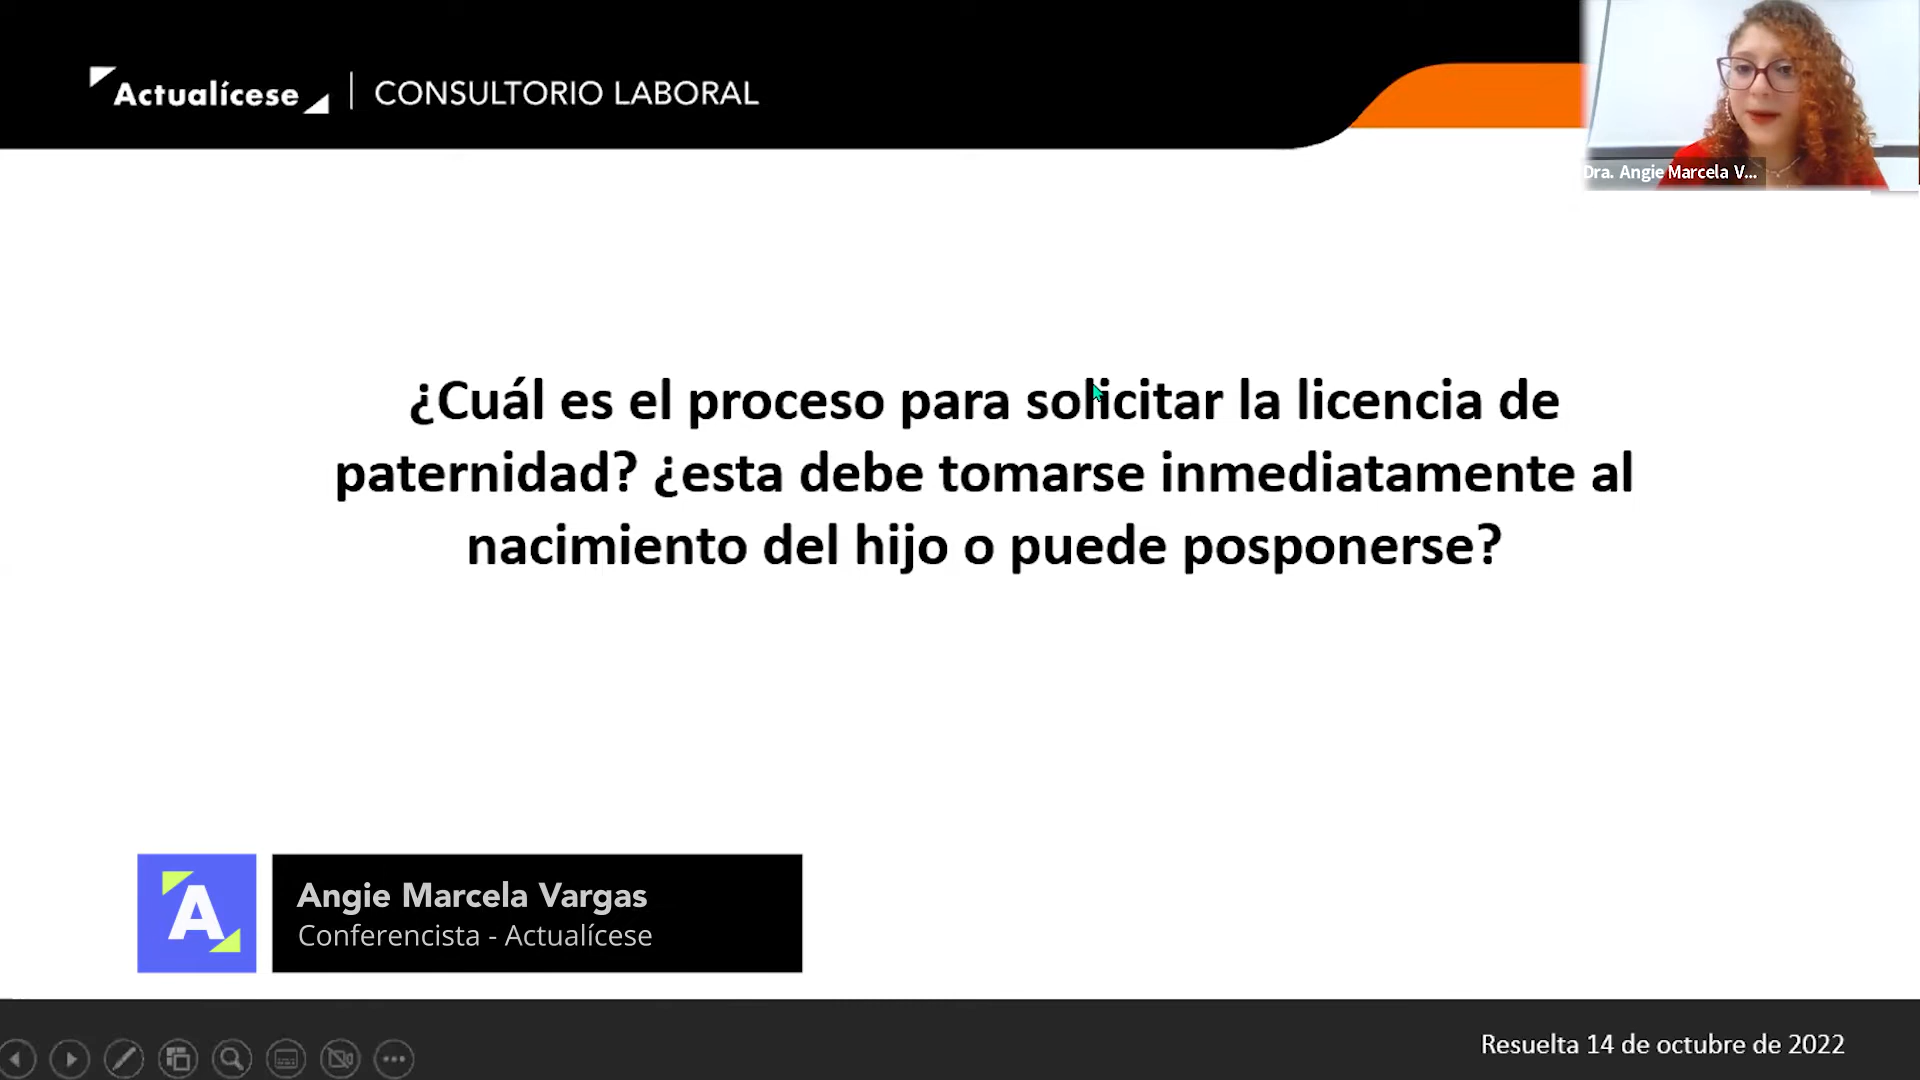 Actualícese | CONSULTORIO LABORAL
Dra. Angie Marcela V...
¿Cuál es el proceso para solicitar la licencia de
paternidad? ¿esta debe tomarse inmediatamente al
nacimiento del hijo o puede posponerse?
A
Angie Marcela Vargas
Conferencista - Actualícese
Resuelta 14 de octubre de 2022